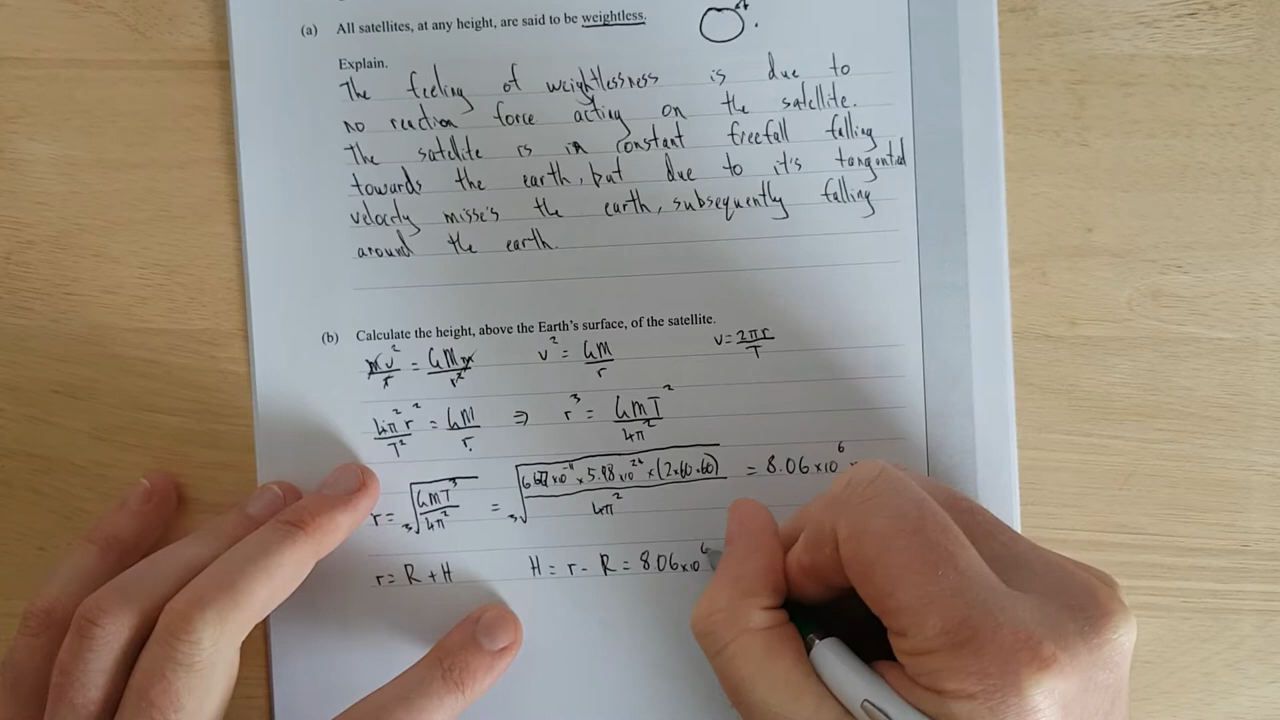 (a) All satellites, at any height, are said to be weightless.
Explain.
The feeling of weightlessness is due to
no reaction force acting on the satellite.
The satellite is in constant freefall falling
towards the earth, but due to it's tangential
velocity misse's the earth, subsequently falling
around the earth.
(b) Calculate the height, above the Earth's surface, of the satellite.
mv²/r = GMm/r² v² = GM/r v = 2πr/T
4π²r²/T² = GM/r ⇒ r³ = GMT²/4π²
r = ³√(GMT²/4π²) = ³√(6.67×10⁻¹¹ × 5.98×10²⁴ × (2×60×60)/4π²) = 8.06×10⁶
r = R + H H = r - R = 8.06×10⁶